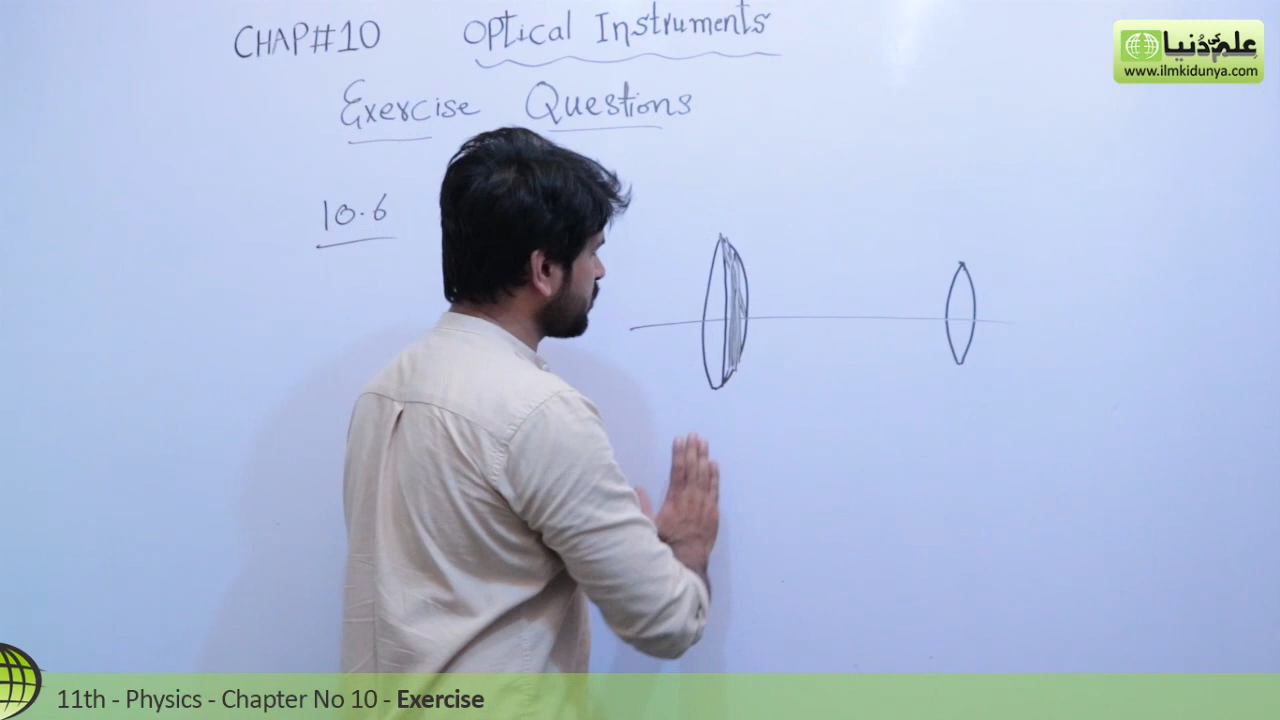 CHAP#10 Optical Instruments
Exercise Questions
10.6
علم کی دُنیا
www.ilmkidunya.com
11th - Physics - Chapter No 10 - Exercise